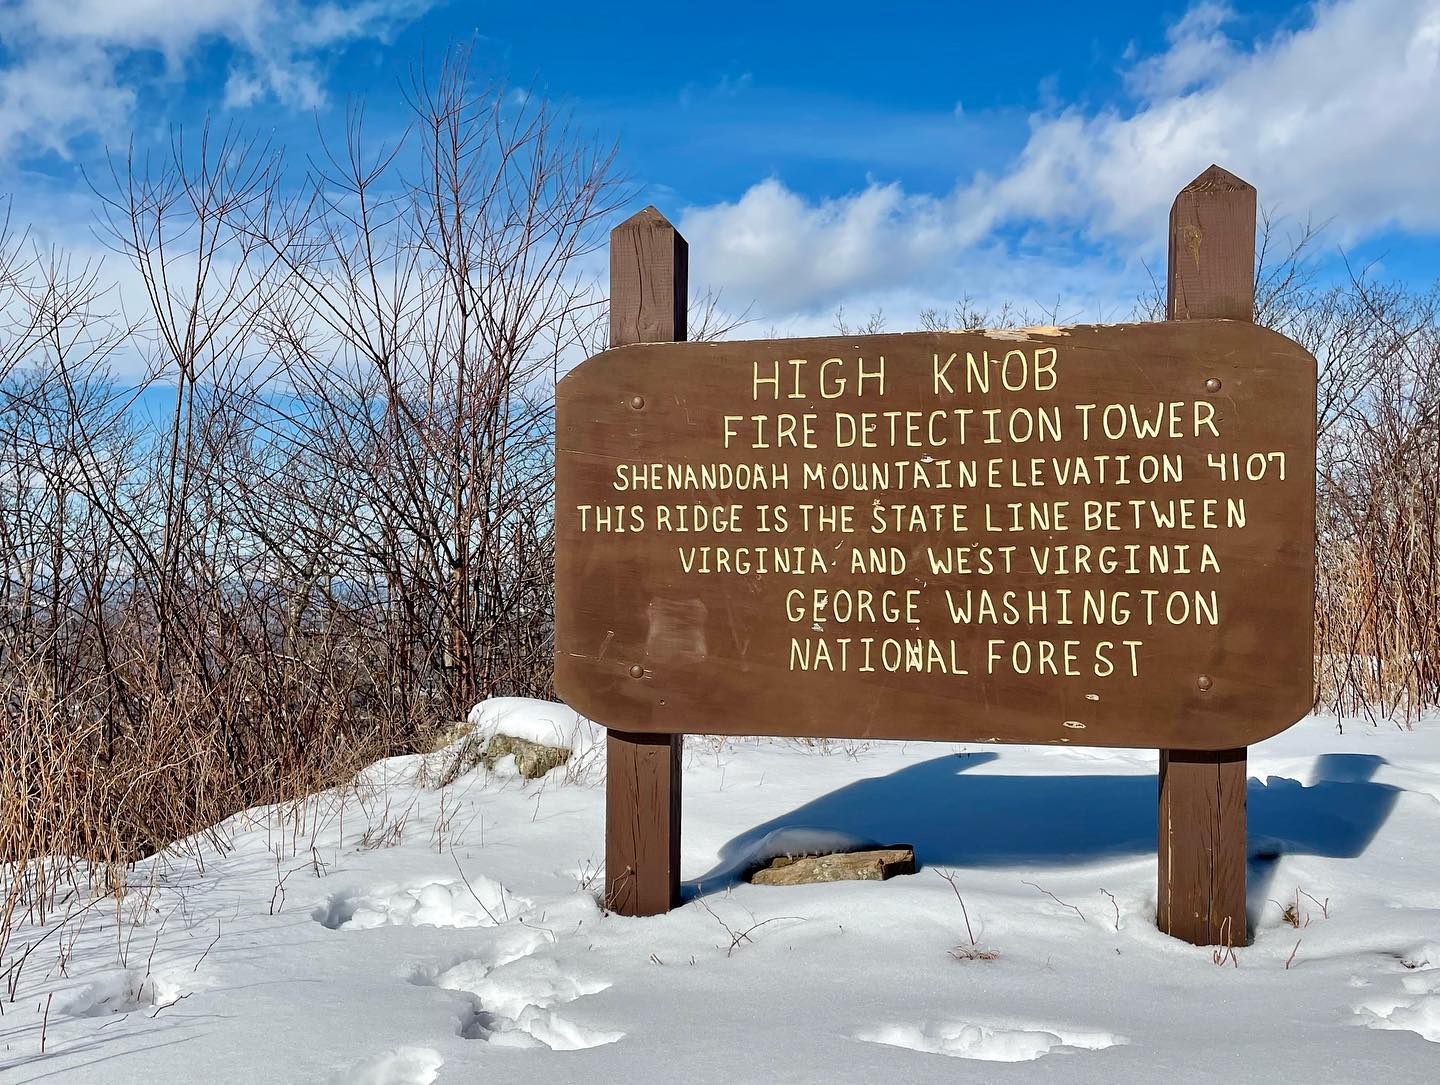 HIGH KNOB
FIRE DETECTION TOWER
SHENANDOAH MOUNTAIN ELEVATION 4107
THIS RIDGE IS THE STATE LINE BETWEEN
VIRGINIA AND WEST VIRGINIA
GEORGE WASHINGTON
NATIONAL FOREST